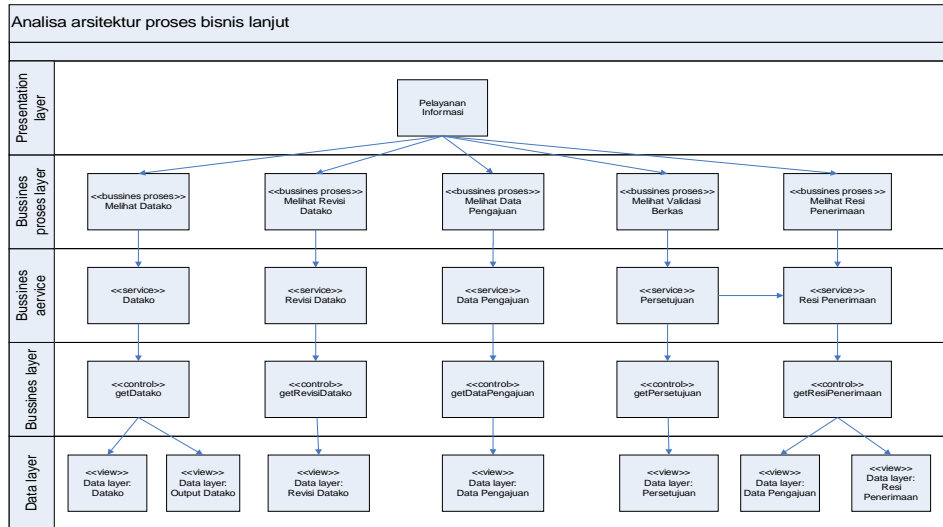 Analisa arsitektur proses bisnis lanjut
Presentation
layer
Pelayanan
Informasi
Bussines
proses layer
<<bussines proses>>
Melihat Datako
<<bussines proses>>
Melihat Revisi
Datako
<<bussines proses>>
Melihat Data
Pengajuan
<<bussines proses>>
Melihat Validasi
Berkas
<<bussines proses>>
Melihat Resi
Penerimaan
Bussines
aervice
<<service>>
Datako
<<service>>
Revisi Datako
<<service>>
Data Pengajuan
<<service>>
Persetujuan
<<service>>
Resi Penerimaan
Bussines layer
<<control>>
getDatako
<<control>>
getRevisiDatako
<<control>>
getDataPengajuan
<<control>>
getPersetujuan
<<control>>
getResiPenerimaan
Data layer
<<view>>
Data layer:
Datako
<<view>>
Data layer:
Output Datako
<<view>>
Data layer:
Revisi Datako
<<view>>
Data layer:
Data Pengajuan
<<view>>
Data layer:
Persetujuan
<<view>>
Data layer:
Data Pengajuan
<<view>>
Data layer:
Resi
Penerimaan